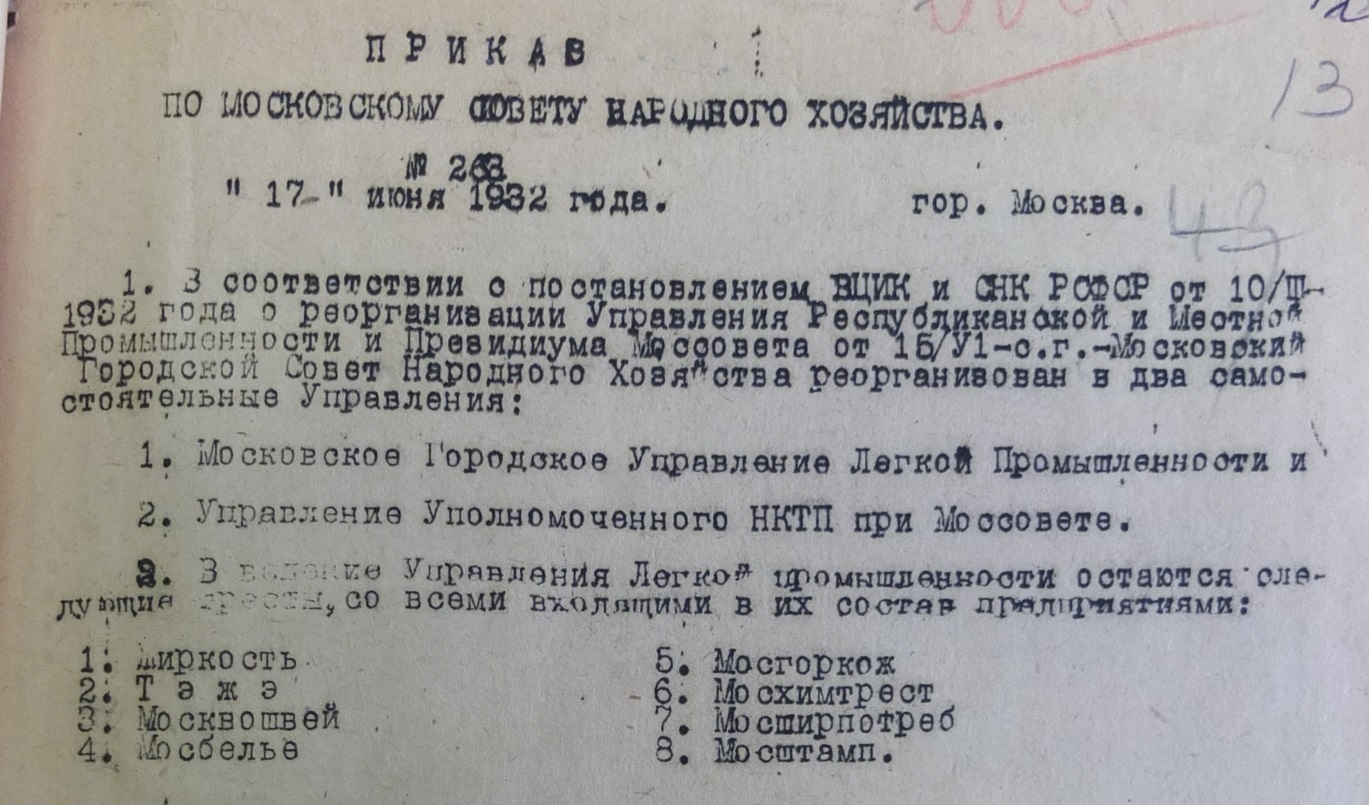 13
П Р И К А З
ПО МОСКОВСКОМУ СОВЕТУ НАРОДНОГО ХОЗЯЙСТВА.
№ 263
" 17 " июня 1932 года. гор. Москва.
43
1. В соответствии с постановлением ВЦИК и СНК РСФСР от 10/Ш-
1932 года о реорганизации Управления Республиканской и Местной
Промышленности и Президиума Моссовета от 15/У1-с.г.-Московский
Городской Совет Народного Хозяйства реорганизован в два само-
стоятельные Управления:
1. Московское Городское Управление Легкой Промышленности и
2. Управление Уполномоченного НКТП при Моссовете.
2. В ведение Управления Легкой промышленности остаются сле-
дующие тресты, со всеми входящими в их состав предприятиями:
1. Жиркость 5. Мосгоркож
2. Т э ж э 6. Мосхимтрест
3. Москвошвей 7. Мосширпотреб
4. Мосбелье 8. Мосштамп.